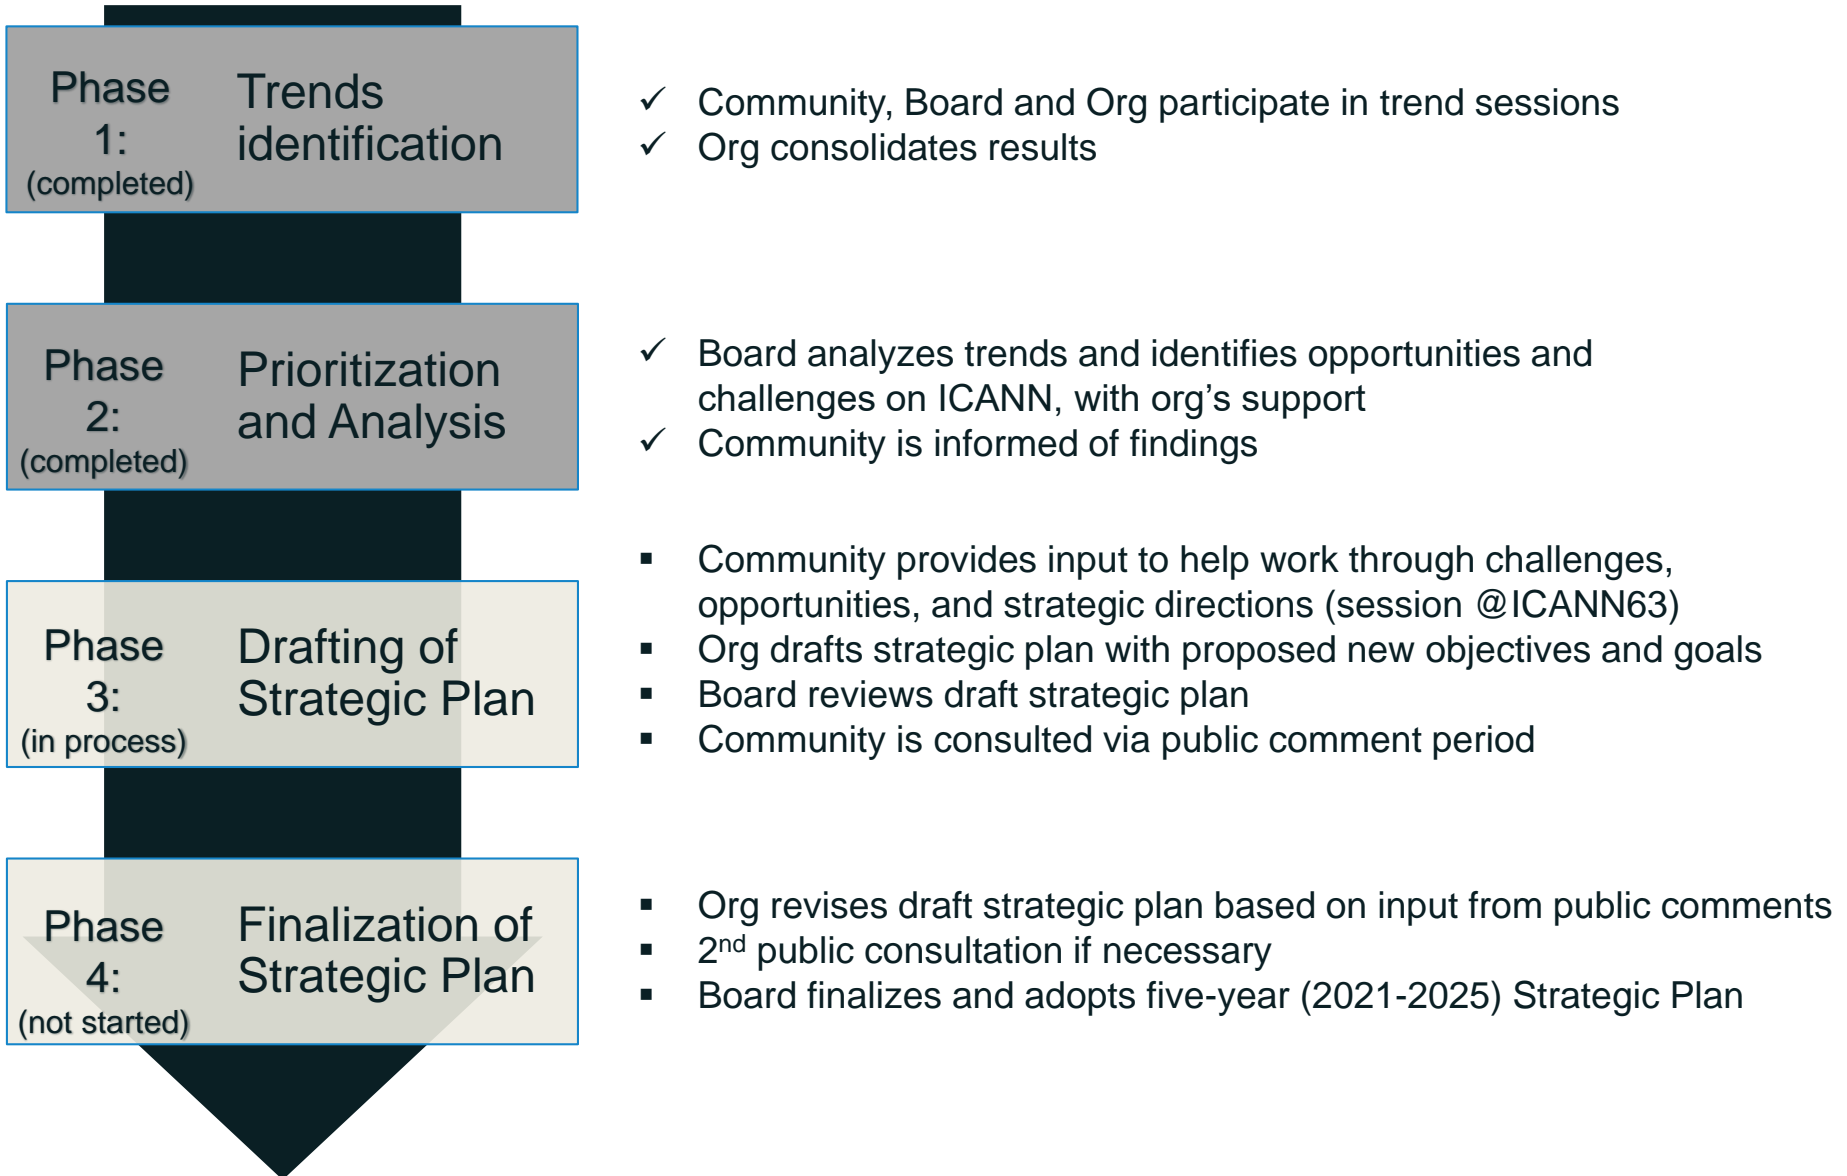 Phase
1:
(completed)
Trends
identification
✓ Community, Board and Org participate in trend sessions
✓ Org consolidates results
Phase
2:
(completed)
Prioritization
and Analysis
✓ Board analyzes trends and identifies opportunities and
challenges on ICANN, with org's support
✓ Community is informed of findings
Phase
3:
(in process)
Drafting of
Strategic Plan
▪ Community provides input to help work through challenges,
opportunities, and strategic directions (session @ICANN63)
▪ Org drafts strategic plan with proposed new objectives and goals
▪ Board reviews draft strategic plan
▪ Community is consulted via public comment period
Phase
4:
(not started)
Finalization of
Strategic Plan
▪ Org revises draft strategic plan based on input from public comments
▪ 2nd public consultation if necessary
▪ Board finalizes and adopts five-year (2021-2025) Strategic Plan